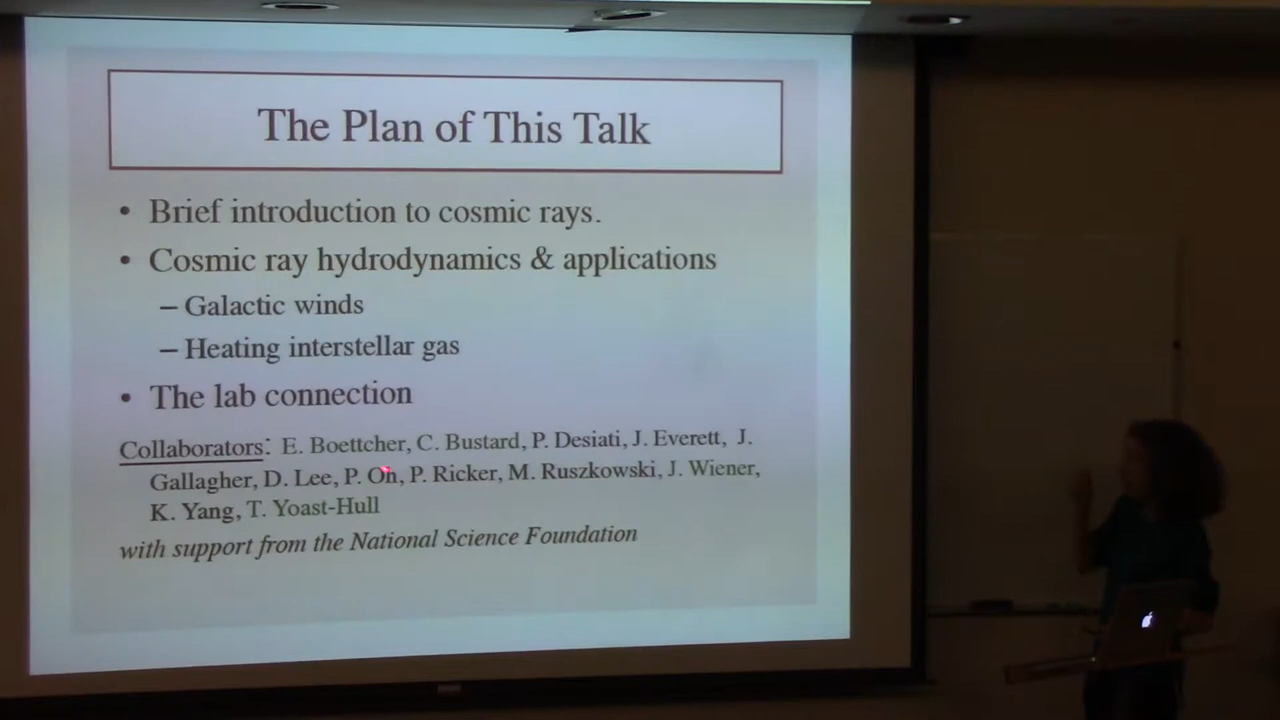 The Plan of This Talk
• Brief introduction to cosmic rays.
• Cosmic ray hydrodynamics & applications
– Galactic winds
– Heating interstellar gas
• The lab connection
Collaborators: E. Boettcher, C. Bustard, P. Desiati, J. Everett, J.
Gallagher, D. Lee, P. Oh, P. Ricker, M. Ruszkowski, J. Wiener,
K. Yang, T. Yoast-Hull
with support from the National Science Foundation